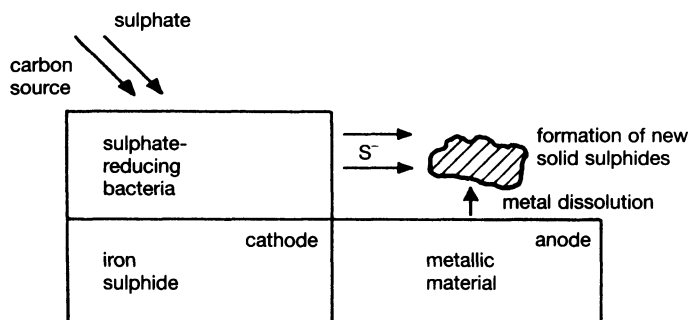 sulphate
carbon
source
sulphate-
reducing
bacteria
S⁻
formation of new
solid sulphides
metal dissolution
cathode
iron
sulphide
anode
metallic
material